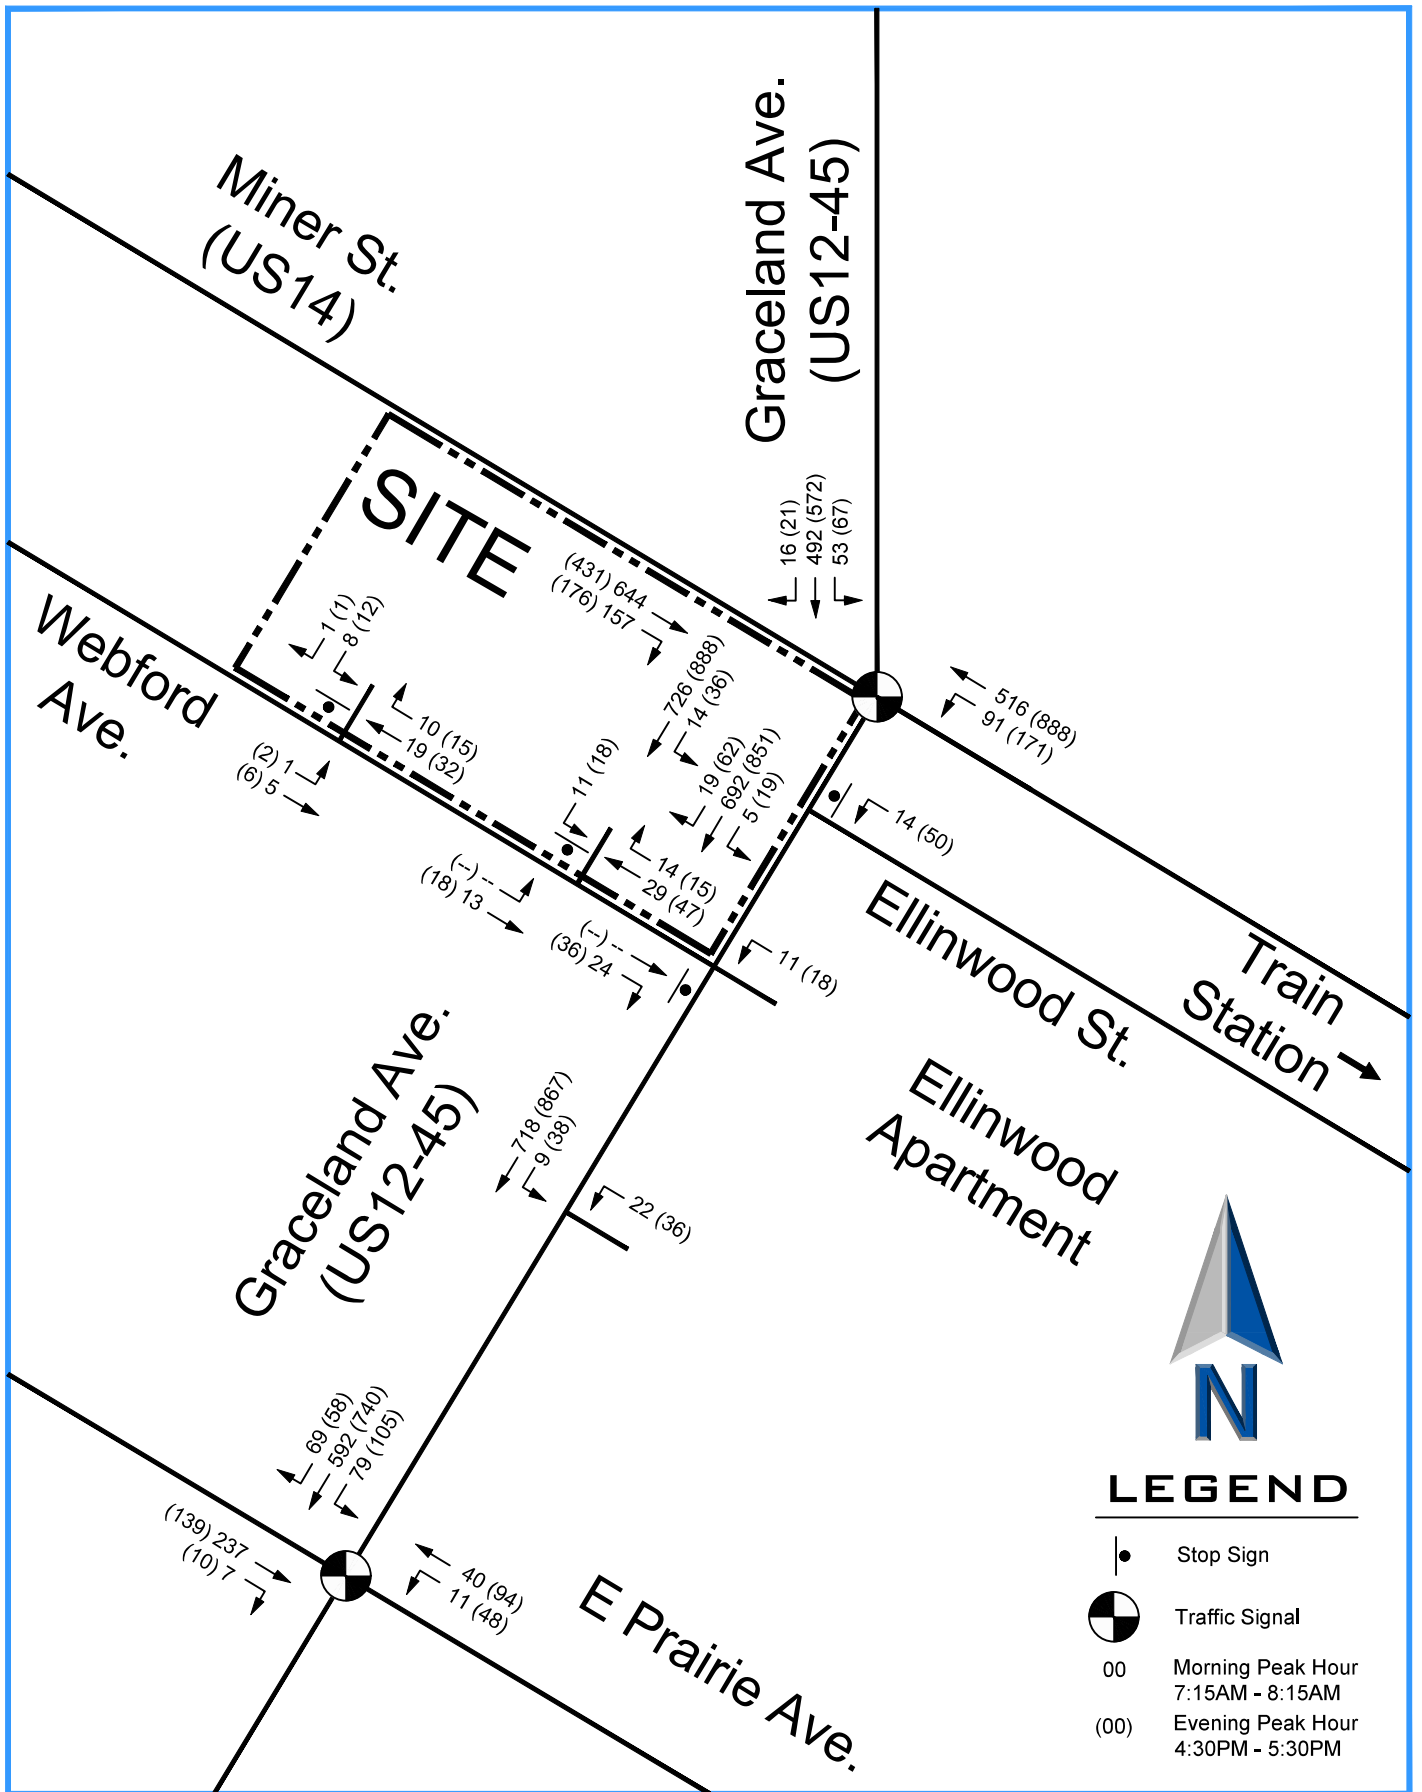 Graceland Ave.
(US12-45)
Miner St.
(US14)
SITE
16 (21)
492 (572)
53 (67)
(431) 644
(176) 157
Webford
Ave.
1 (1)
8 (12)
726 (888)
14 (36)
516 (888)
91 (171)
10 (15)
19 (32)
(2) 1
(6) 5
11 (18)
19 (62)
692 (851)
5 (19)
14 (50)
(--) --
(18) 13
14 (15)
29 (47)
(--) --
(36) 24
11 (18)
Ellinwood St.
Train
Station
Graceland Ave.
(US12-45)
718 (867)
9 (38)
Ellinwood
Apartment
22 (36)
69 (58)
592 (740)
79 (105)
(139) 237
(10) 7
40 (94)
11 (48)
E Prairie Ave.
N
LEGEND
Stop Sign
Traffic Signal
00 Morning Peak Hour
7:15AM - 8:15AM
(00) Evening Peak Hour
4:30PM - 5:30PM